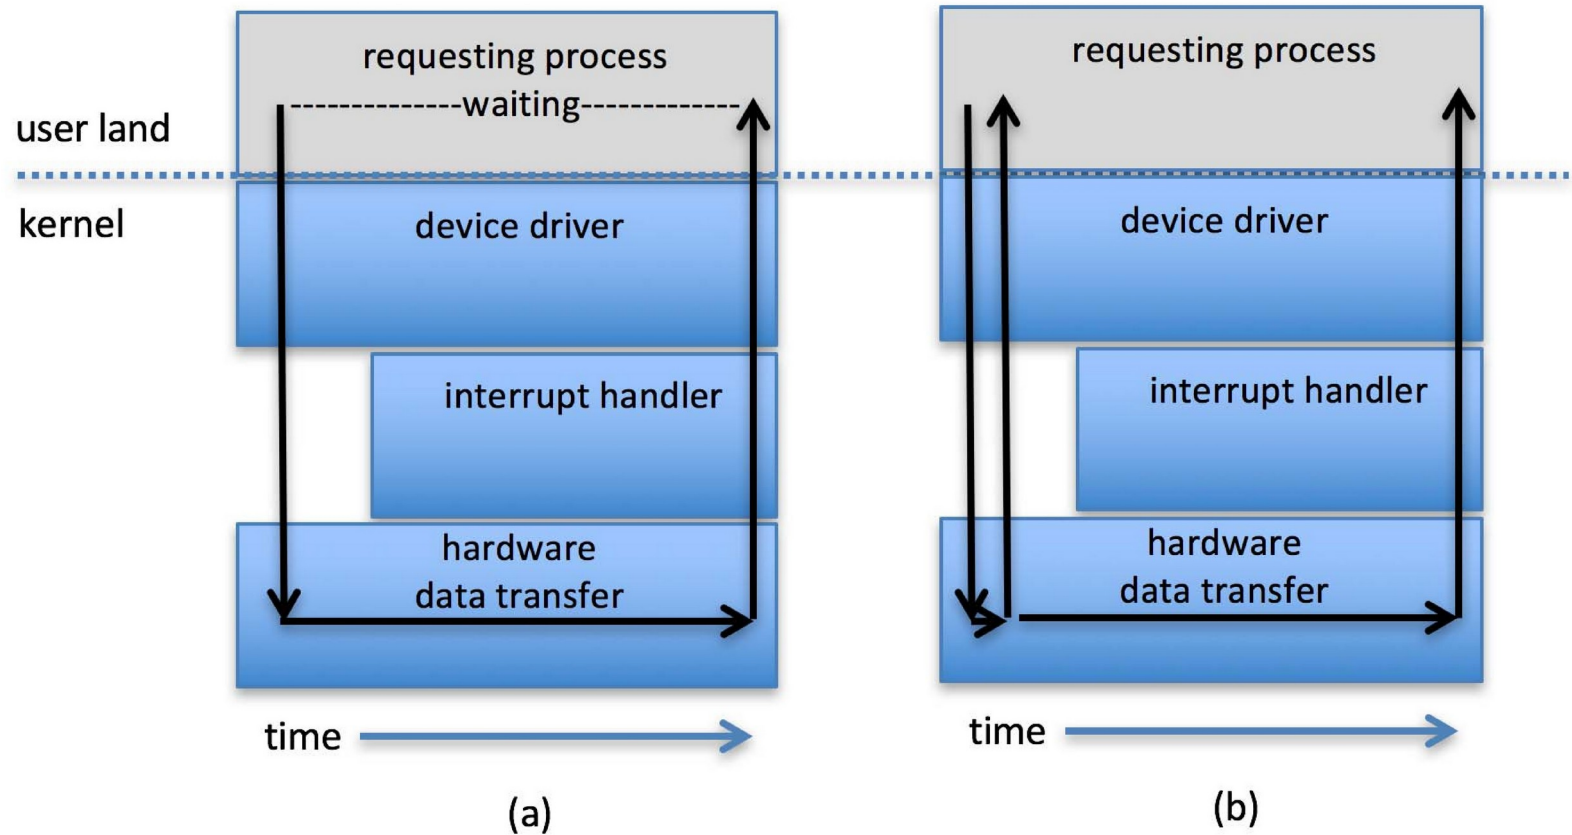 requesting process
waiting
user land
kernel
device driver
interrupt handler
hardware
data transfer
time
(a)
requesting process
device driver
interrupt handler
hardware
data transfer
time
(b)